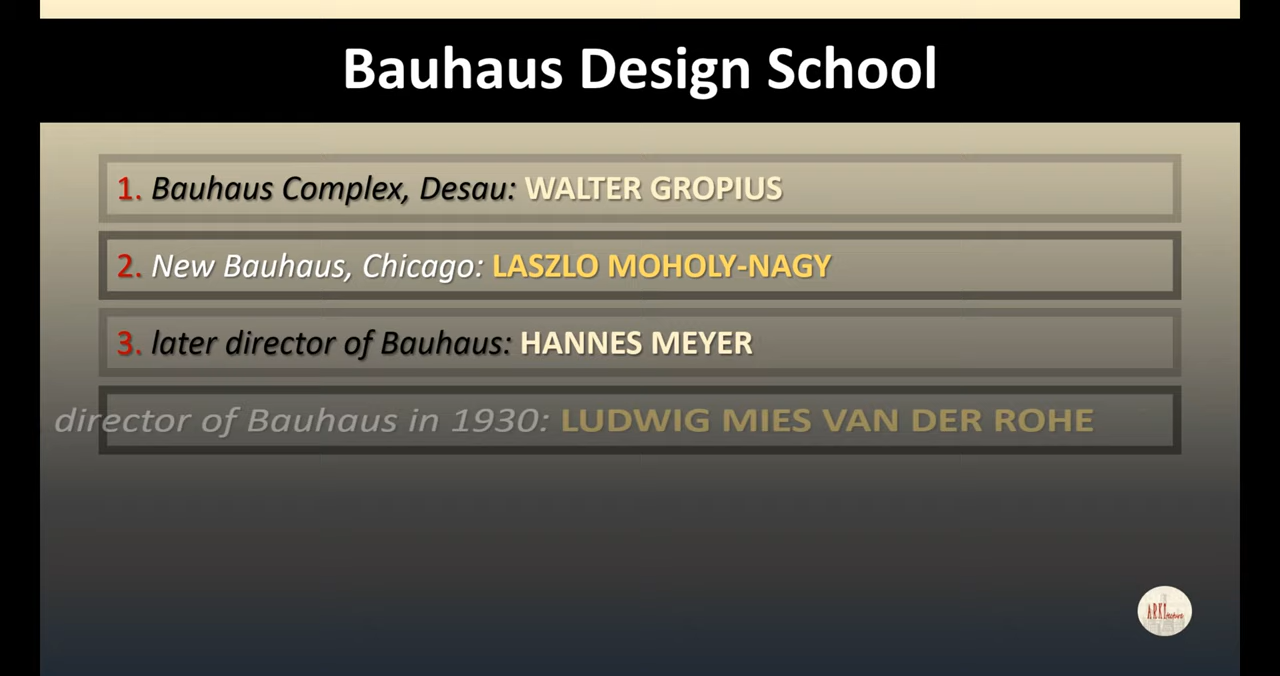 Bauhaus Design School
1. Bauhaus Complex, Desau: WALTER GROPIUS
2. New Bauhaus, Chicago: LASZLO MOHOLY-NAGY
3. later director of Bauhaus: HANNES MEYER
director of Bauhaus in 1930: LUDWIG MIES VAN DER ROHE
ARKI